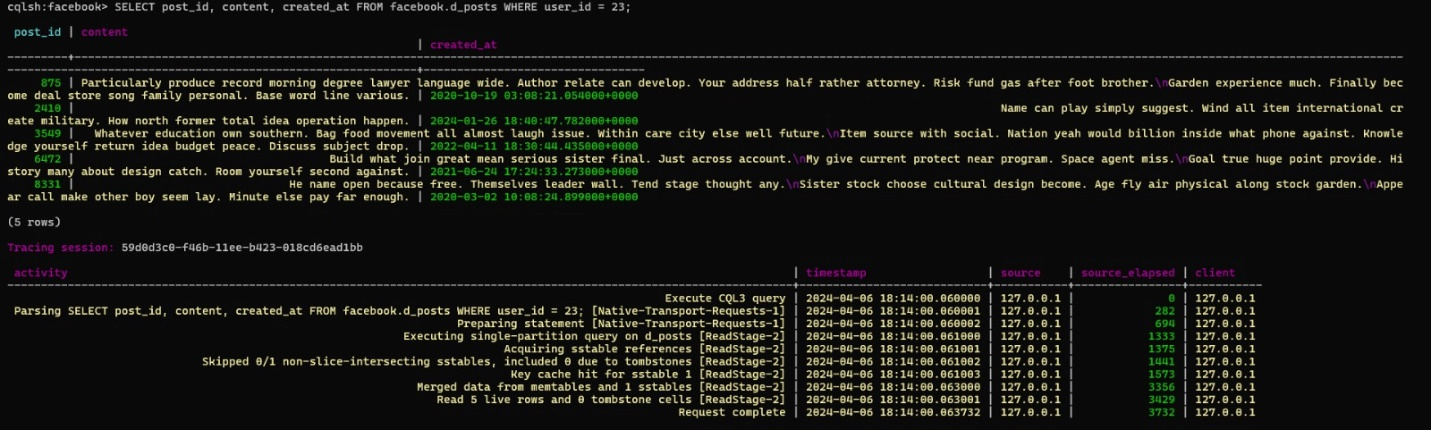 cqlsh:facebook> SELECT post_id, content, created_at FROM facebook.d_posts WHERE user_id = 23;
post_id | content
| created_at
875 | Particularly produce record morning degree lawyer language wide. Author relate can develop. Your address half rather attorney. Risk fund gas after foot brother.\nGarden experience much. Finally bec
ome deal store song family personal. Base word line various. | 2020-10-19 03:08:21.054000+0000
2410 | Name can play simply suggest. Wind all item international cr
eate military. How north former total idea operation happen. | 2024-01-26 18:40:47.782000+0000
3549 | Whatever education own southern. Bag food movement all almost laugh issue. Within care city else well future.\nItem source with social. Nation yeah would billion inside what phone against. Knowle
dge yourself return idea budget peace. Discuss subject drop. | 2022-04-11 18:30:44.435000+0000
6472 | Build what join great mean serious sister final. Just across account.\nMy give current protect near program. Space agent miss.\nGoal true huge point provide. Hi
story many about design catch. Room yourself second against. | 2021-06-24 17:24:33.273000+0000
8331 | He name open because free. Themselves leader wall. Tend stage thought any.\nSister stock choose cultural design become. Age fly air physical along stock garden.\nAppe
ar call make other boy seem lay. Minute else pay far enough. | 2020-03-02 10:08:24.899000+0000
(5 rows)
Tracing session: 59d0d3c0-f46b-11ee-b423-018cd6ead1bb
activity | timestamp | source | source_elapsed | client
Execute CQL3 query | 2024-04-06 18:14:00.060000 | 127.0.0.1 | 0 | 127.0.0.1
Parsing SELECT post_id, content, created_at FROM facebook.d_posts WHERE user_id = 23; [Native-Transport-Requests-1] | 2024-04-06 18:14:00.060001 | 127.0.0.1 | 282 | 127.0.0.1
Preparing statement [Native-Transport-Requests-1] | 2024-04-06 18:14:00.060002 | 127.0.0.1 | 694 | 127.0.0.1
Executing single-partition query on d_posts [ReadStage-2] | 2024-04-06 18:14:00.061000 | 127.0.0.1 | 1333 | 127.0.0.1
Acquiring sstable references [ReadStage-2] | 2024-04-06 18:14:00.061001 | 127.0.0.1 | 1375 | 127.0.0.1
Skipped 0/1 non-slice-intersecting sstables, included 0 due to tombstones [ReadStage-2] | 2024-04-06 18:14:00.061002 | 127.0.0.1 | 1441 | 127.0.0.1
Key cache hit for sstable 1 [ReadStage-2] | 2024-04-06 18:14:00.061003 | 127.0.0.1 | 1573 | 127.0.0.1
Merged data from memtables and 1 sstables [ReadStage-2] | 2024-04-06 18:14:00.063000 | 127.0.0.1 | 3356 | 127.0.0.1
Read 5 live rows and 0 tombstone cells [ReadStage-2] | 2024-04-06 18:14:00.063001 | 127.0.0.1 | 3429 | 127.0.0.1
Request complete | 2024-04-06 18:14:00.063732 | 127.0.0.1 | 3732 | 127.0.0.1